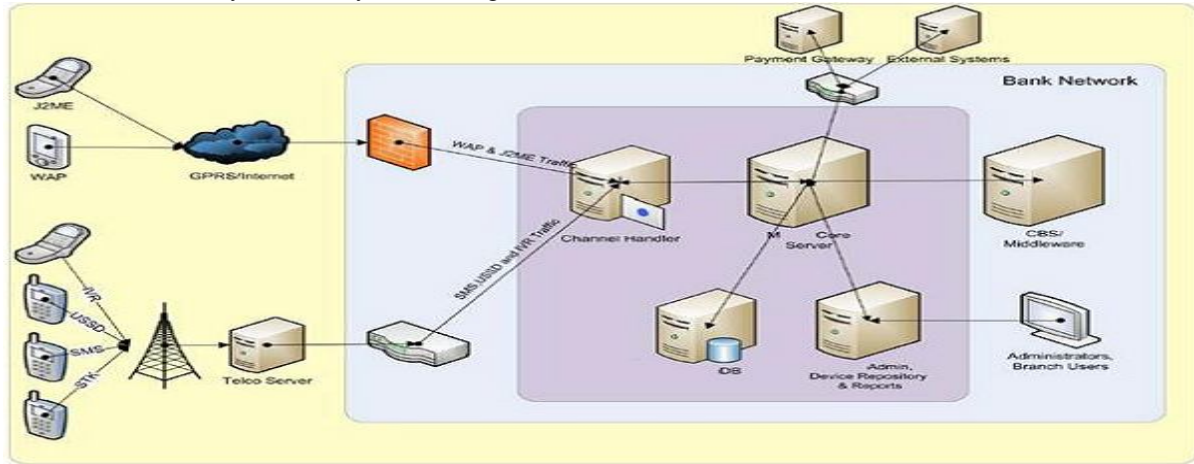 Payment Gateway
External Systems
Bank Network
J2ME
WAP
GPRS/Internet
WAP & J2ME Traffic
Channel Handler
M Core
Server
CBS/
Middleware
SMS,USSD and IVR Traffic
IVR
USSD
SMS
STK
Telco Server
DB
Admin,
Device Repository
& Reports
Administrators,
Branch Users